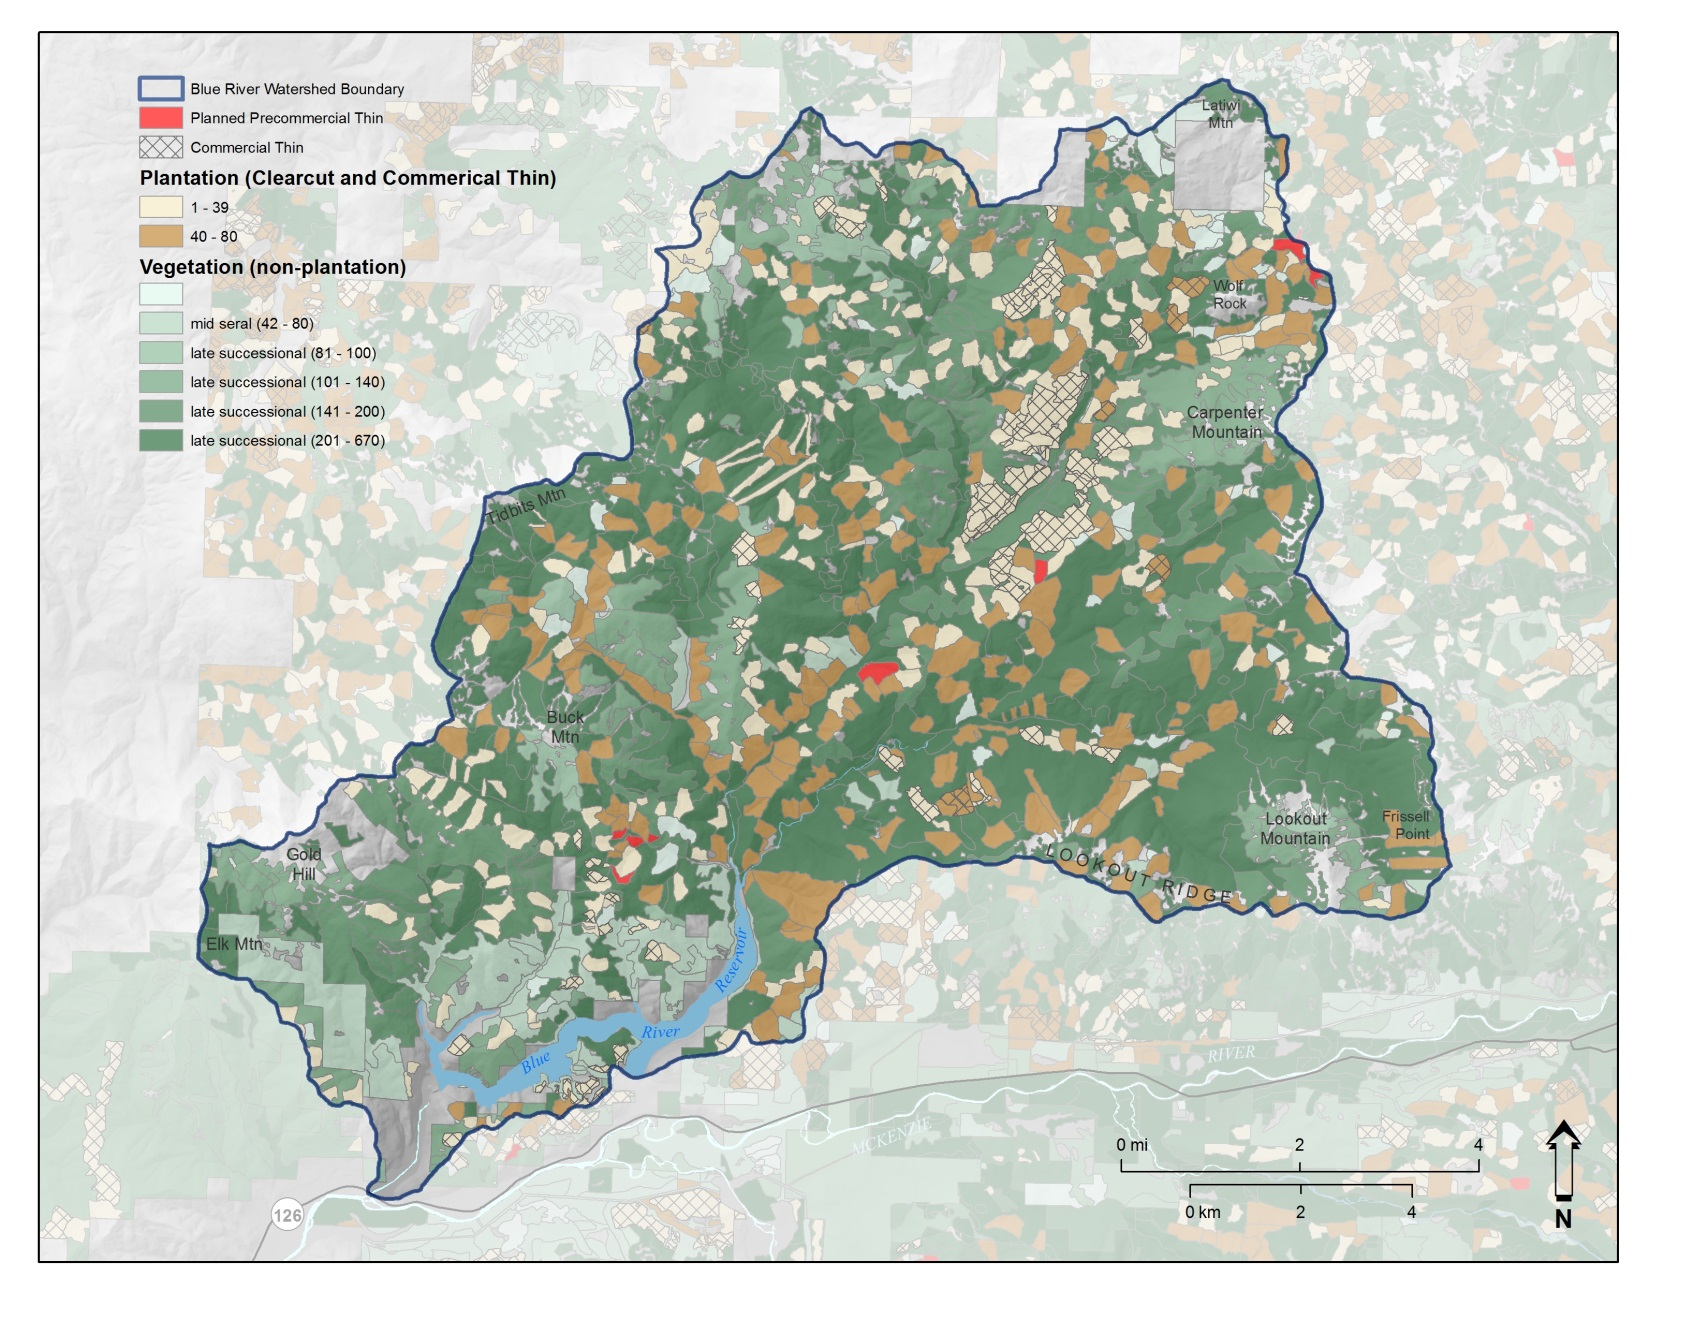 Blue River Watershed Boundary
Planned Precommercial Thin
Commercial Thin
Plantation (Clearcut and Commerical Thin)
1 - 39
40 - 80
Vegetation (non-plantation)
mid seral (42 - 80)
late successional (81 - 100)
late successional (101 - 140)
late successional (141 - 200)
late successional (201 - 670)
Latiwi
Mtn
Wolf
Rock
Carpenter
Mountain
Tidbits Mtn
Buck
Mtn
Gold
Hill
Elk Mtn
Lookout
Mountain
Frissell
Point
LOOKOUT RIDGE
Blue
River
Reservoir
MCKENZIE
RIVER
126
0 mi 2 4
0 km 2 4
N